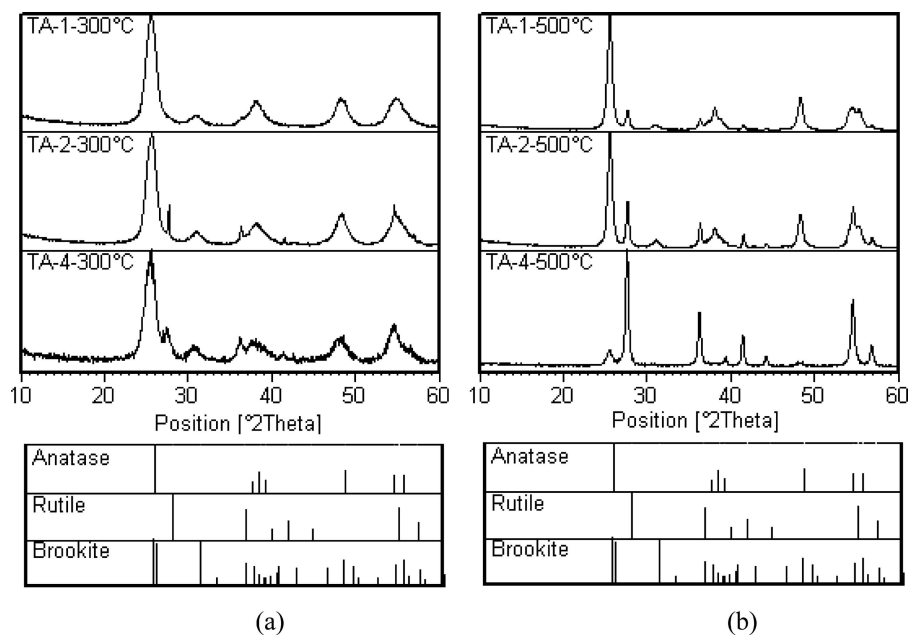 (a)
TA-1-300°C
TA-2-300°C
TA-4-300°C
10 20 30 40 50 60
Position [°2Theta]
Anatase
Rutile
Brookite
(a)
(b)
TA-1-500°C
TA-2-500°C
TA-4-500°C
10 20 30 40 50 60
Position [°2Theta]
Anatase
Rutile
Brookite
(b)